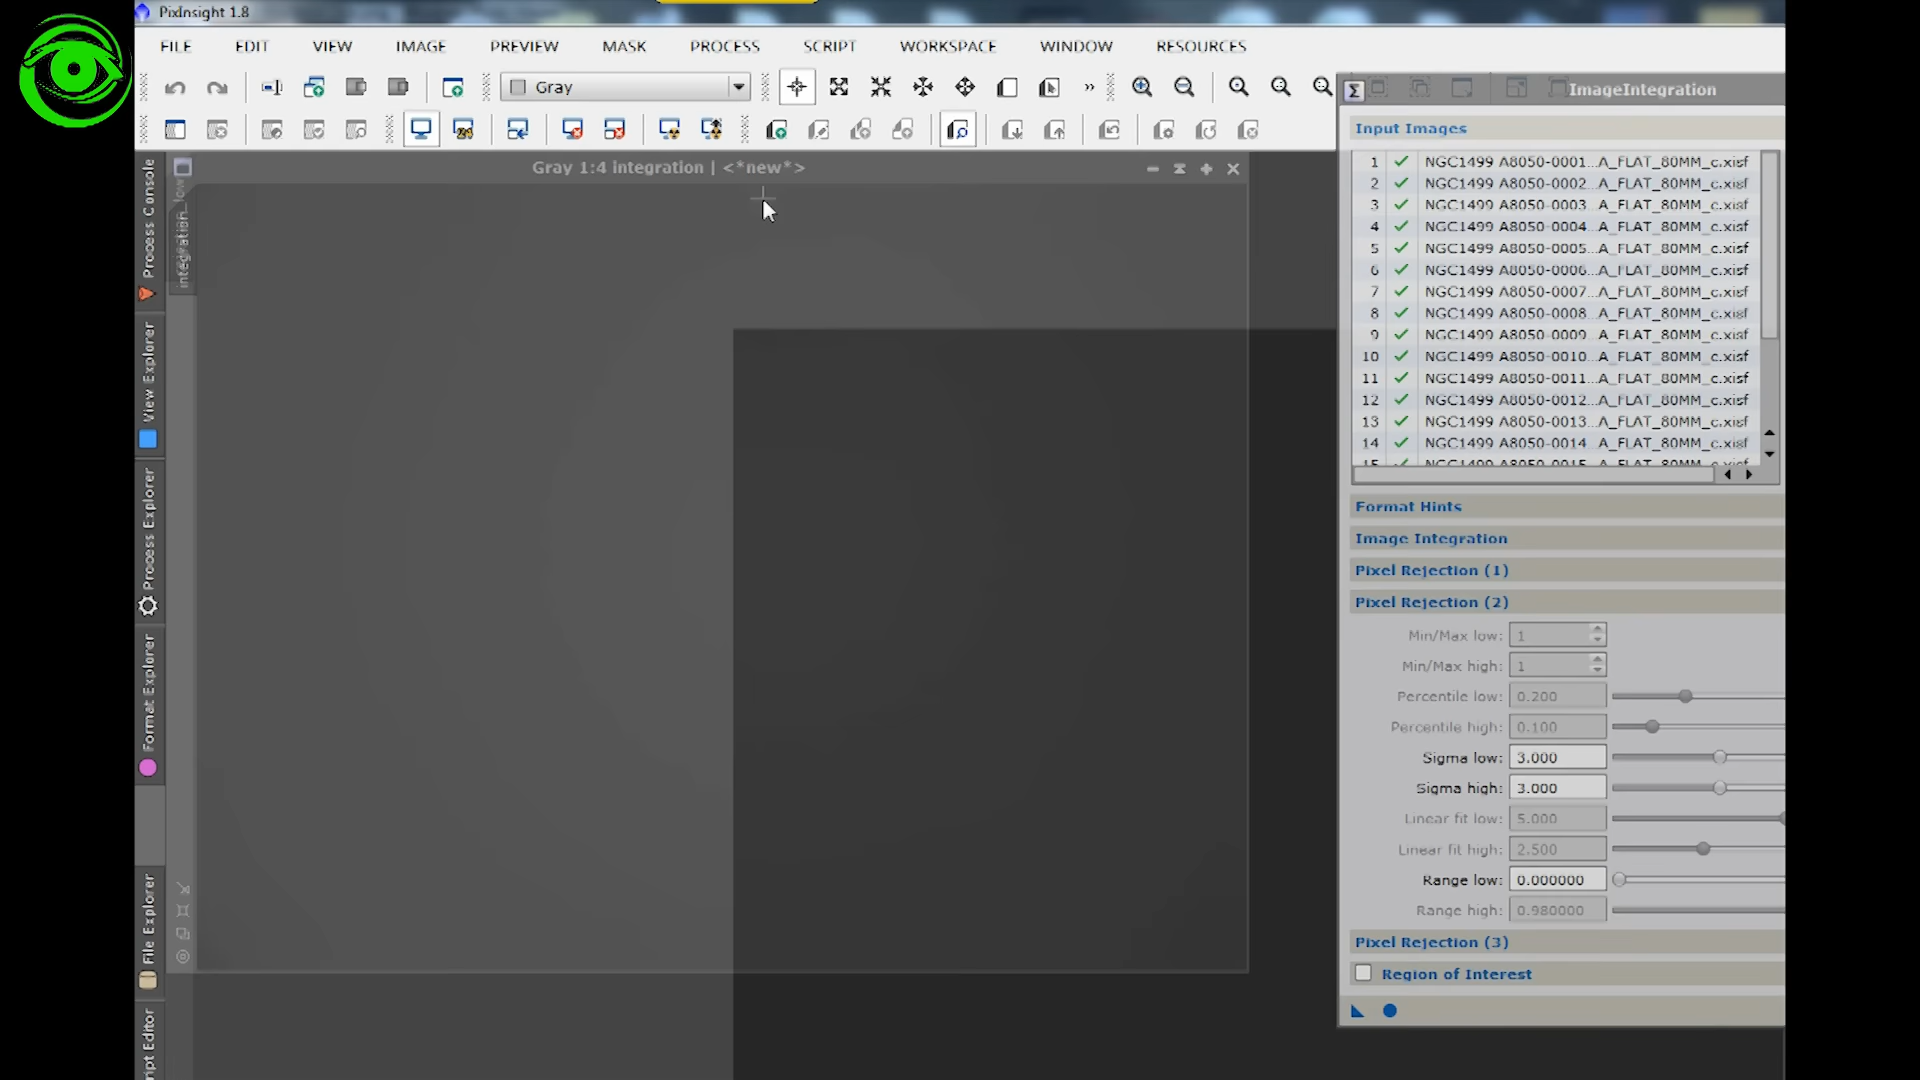 PixInsight 1.8
FILE EDIT VIEW IMAGE PREVIEW MASK PROCESS SCRIPT WORKSPACE WINDOW RESOURCES
Gray
ImageIntegration
Input Images
Gray 1:4 integration | <*new*>
1 NGC1499 A8050-0001...A_FLAT_80MM_c.xisf
2 NGC1499 A8050-0002...A_FLAT_80MM_c.xisf
3 NGC1499 A8050-0003...A_FLAT_80MM_c.xisf
4 NGC1499 A8050-0004...A_FLAT_80MM_c.xisf
5 NGC1499 A8050-0005...A_FLAT_80MM_c.xisf
6 NGC1499 A8050-0006...A_FLAT_80MM_c.xisf
7 NGC1499 A8050-0007...A_FLAT_80MM_c.xisf
8 NGC1499 A8050-0008...A_FLAT_80MM_c.xisf
9 NGC1499 A8050-0009...A_FLAT_80MM_c.xisf
10 NGC1499 A8050-0010...A_FLAT_80MM_c.xisf
11 NGC1499 A8050-0011...A_FLAT_80MM_c.xisf
12 NGC1499 A8050-0012...A_FLAT_80MM_c.xisf
13 NGC1499 A8050-0013...A_FLAT_80MM_c.xisf
14 NGC1499 A8050-0014...A_FLAT_80MM_c.xisf
Process Console
integration
View Explorer
Process Explorer
Format Explorer
File Explorer
Format Hints
Image Integration
Pixel Rejection (1)
Pixel Rejection (2)
Min/Max low: 1
Min/Max high: 1
Percentile low: 0.200
Percentile high: 0.100
Sigma low: 3.000
Sigma high: 3.000
Linear fit low: 5.000
Linear fit high: 2.500
Range low: 0.000000
Range high: 0.980000
Pixel Rejection (3)
Region of Interest